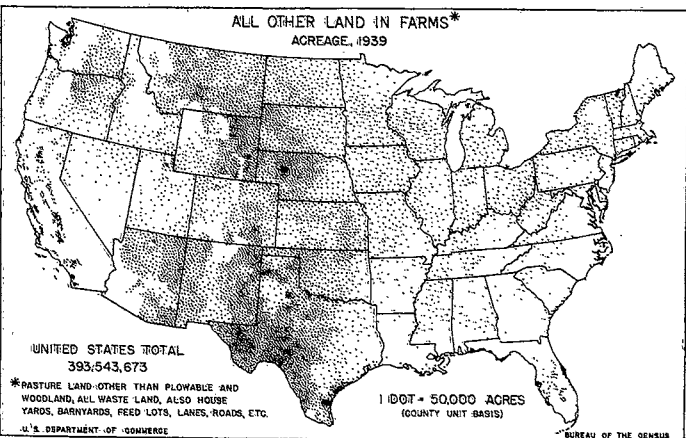 ALL OTHER LAND IN FARMS*
ACREAGE, 1939
UNITED STATES TOTAL
393,543,673
*PASTURE LAND OTHER THAN PLOWABLE AND
WOODLAND, ALL WASTE LAND, ALSO HOUSE
YARDS, BARNYARDS, FEED LOTS, LANES, ROADS, ETC.
U.S. DEPARTMENT OF COMMERCE
1 DOT = 50,000 ACRES
(COUNTY UNIT BASIS)
BUREAU OF THE CENSUS